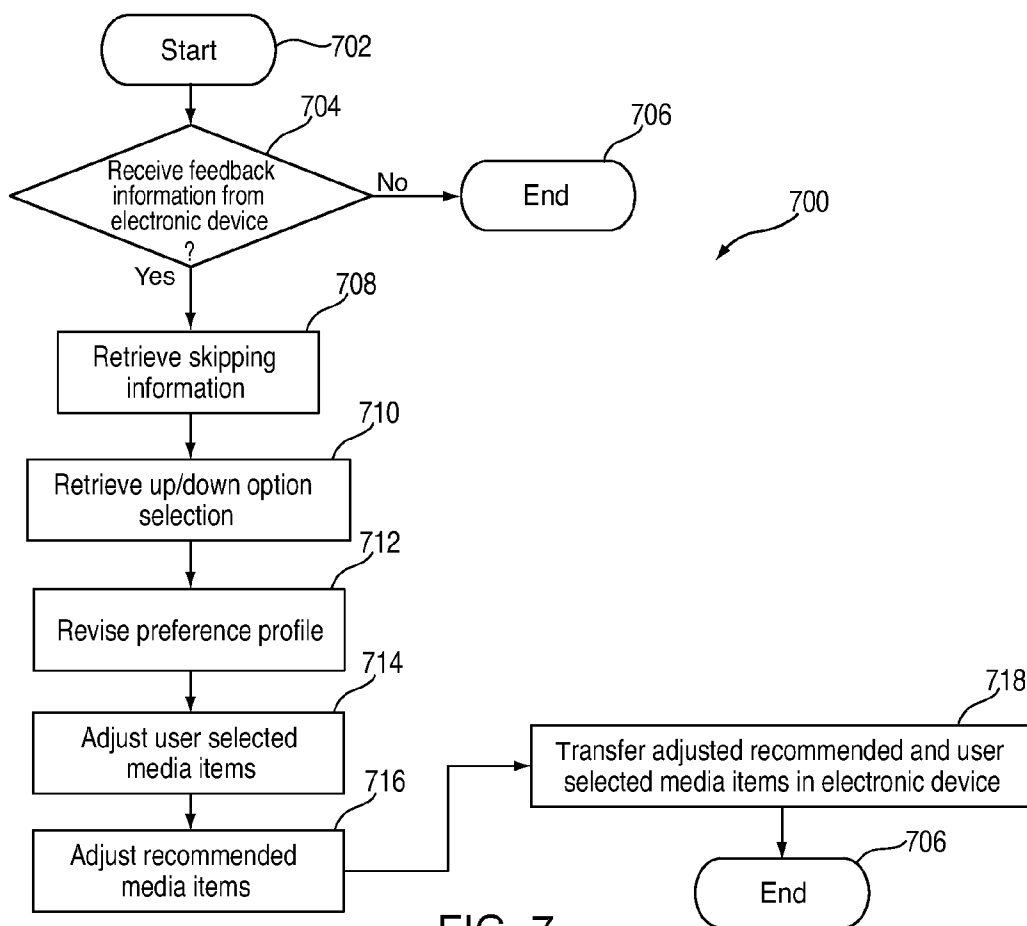 Start
702
704
Receive feedback
information from
electronic device
?
No
706
End
700
Yes
708
Retrieve skipping
information
710
Retrieve up/down option
selection
712
Revise preference profile
714
Adjust user selected
media items
716
Adjust recommended
media items
718
Transfer adjusted recommended and user
selected media items in electronic device
706
End
FIG. 7